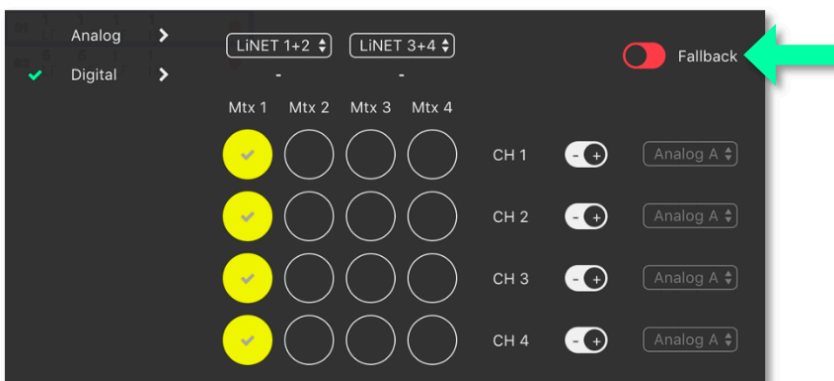 Analog
LiNET 1+2 LiNET 3+4
Fallback
Digital
- -
Mtx 1 Mtx 2 Mtx 3 Mtx 4
CH 1 - + Analog A
CH 2 - + Analog A
CH 3 - + Analog A
CH 4 - + Analog A